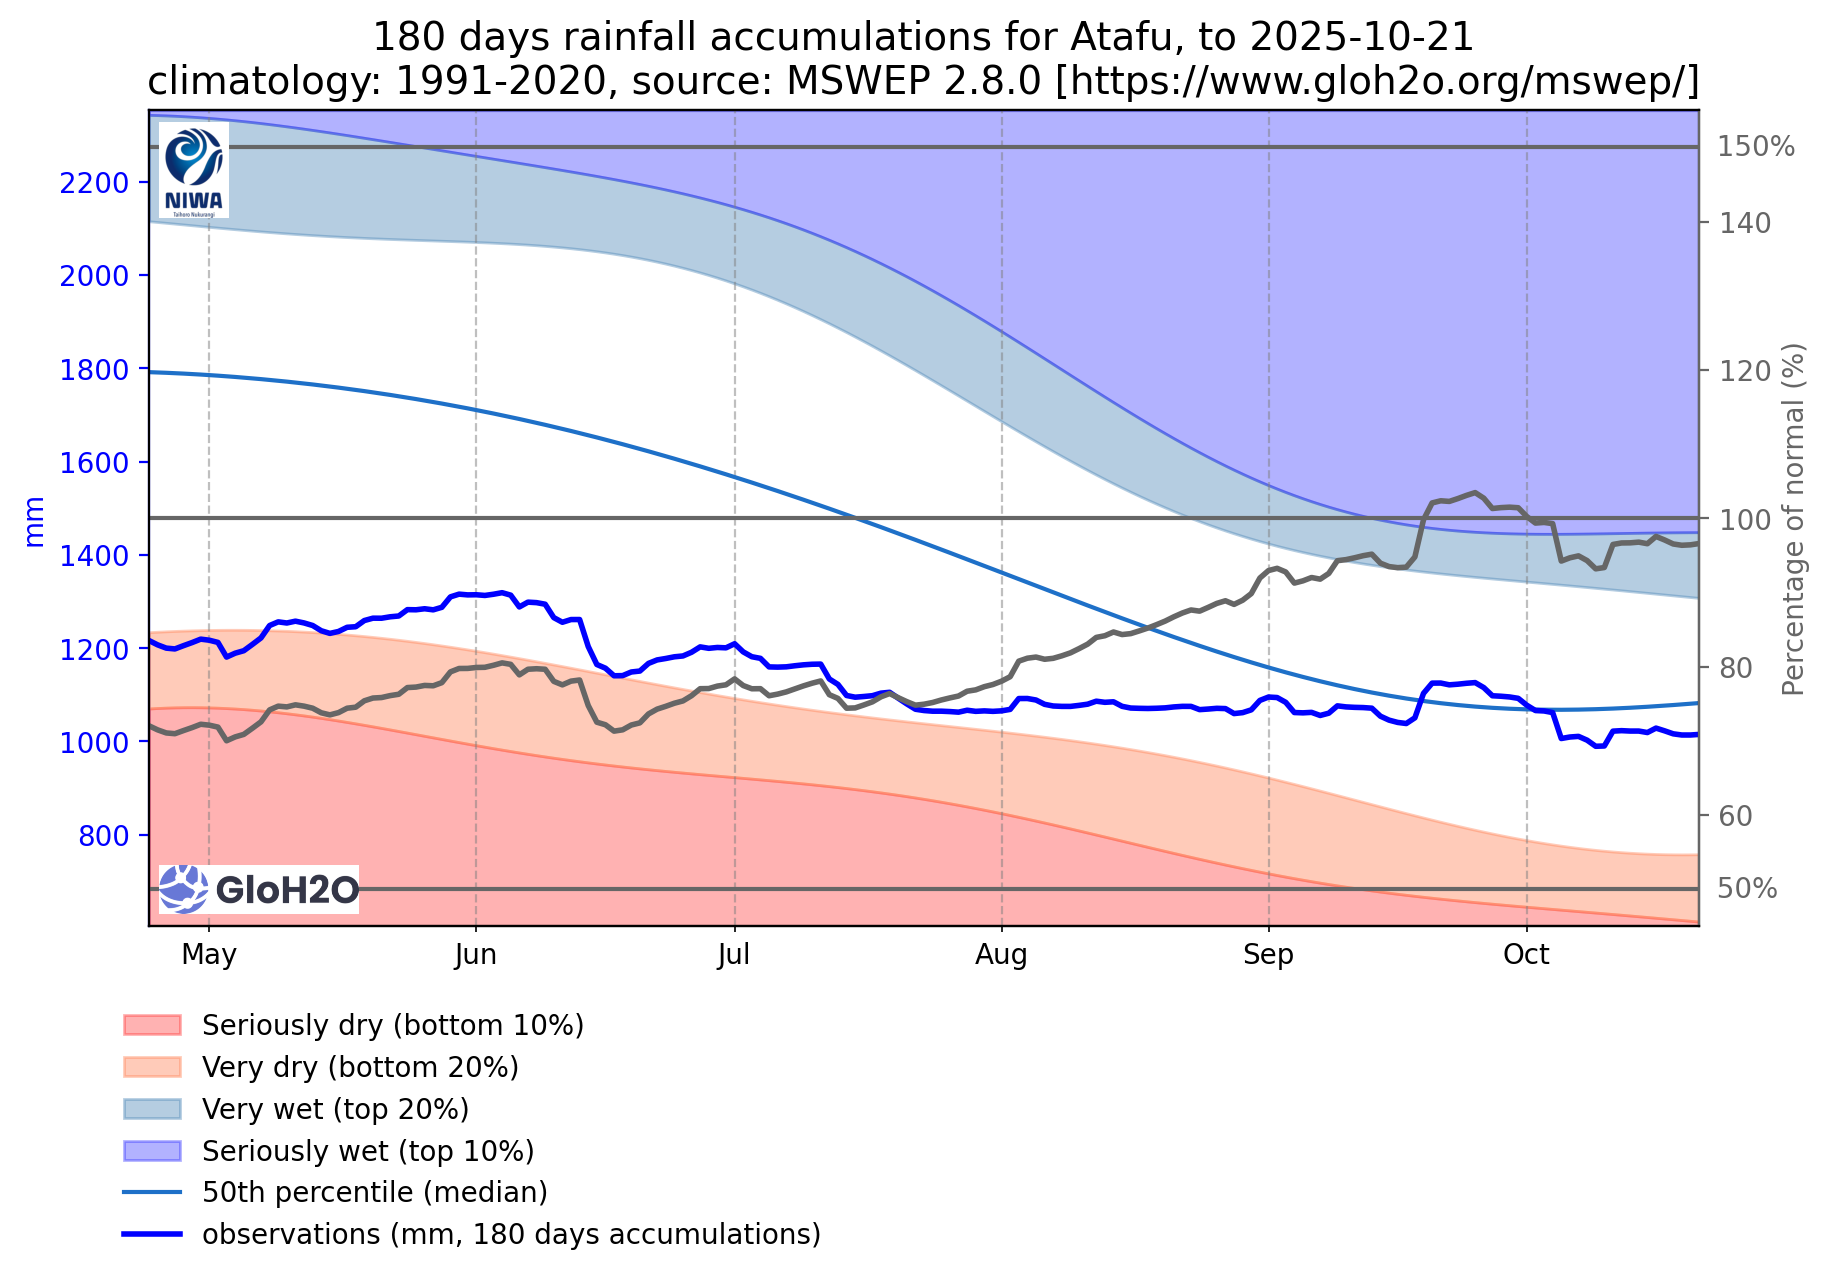 180 days rainfall accumulations for Atafu, to 2025-10-21
climatology: 1991-2020, source: MSWEP 2.8.0 [https://www.gloh2o.org/mswep/]
NIWA
Taihoro Nukurangi
mm
2200
2000
1800
1600
1400
1200
1000
800
150%
140
120
100
80
60
50%
Percentage of normal (%)
GloH2O
May
Jun
Jul
Aug
Sep
Oct
Seriously dry (bottom 10%)
Very dry (bottom 20%)
Very wet (top 20%)
Seriously wet (top 10%)
50th percentile (median)
observations (mm, 180 days accumulations)